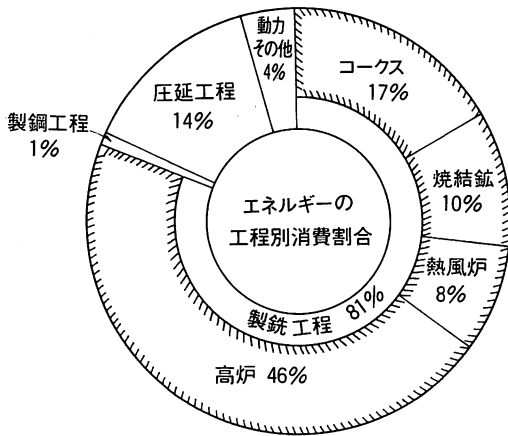 動力
その他
4%
コークス
17%
圧延工程
14%
製鋼工程
1%
焼結鉱
10%
エネルギーの
工程別消費割合
熱風炉
8%
製銑工程 81%
高炉 46%